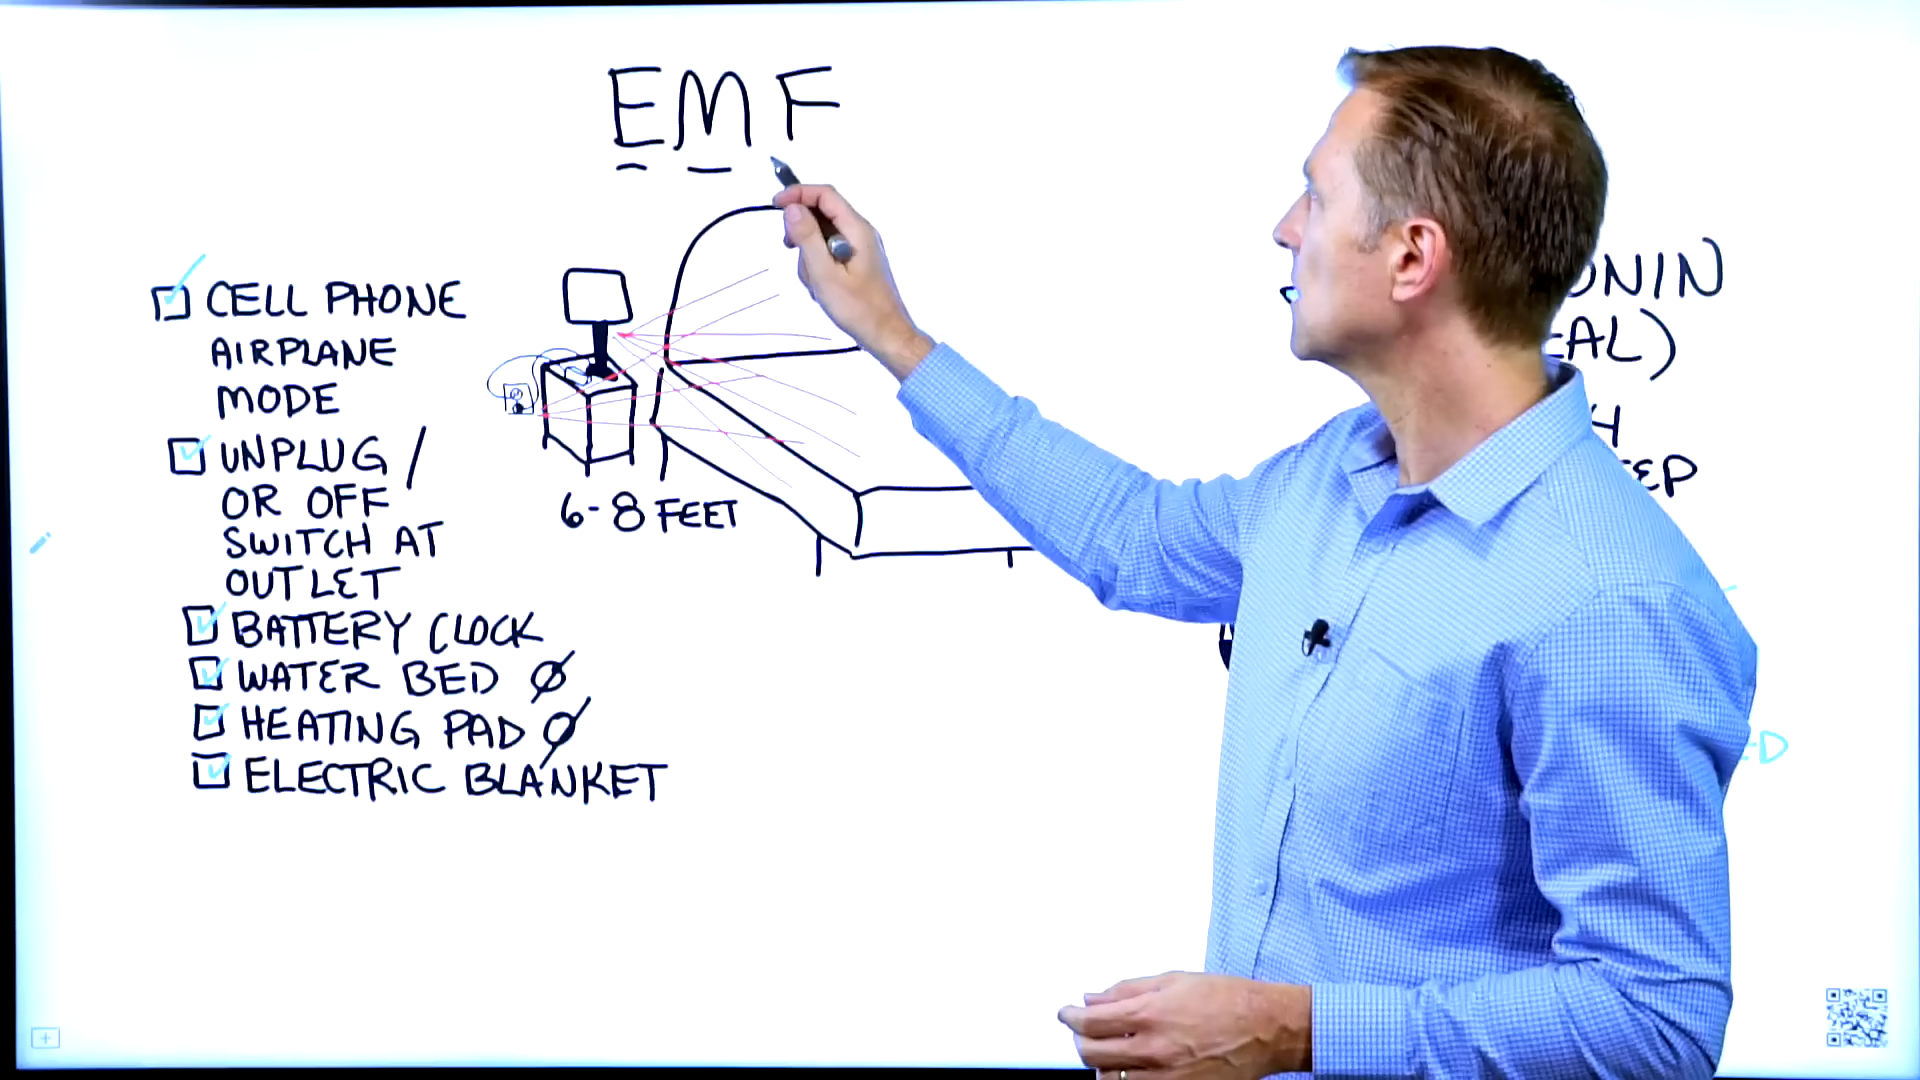 EMF
CELL PHONE
AIRPLANE
MODE
UNPLUG /
OR OFF
SWITCH AT
OUTLET
BATTERY CLOCK
WATER BED Ø
HEATING PAD Ø
ELECTRIC BLANKET
6-8 FEET